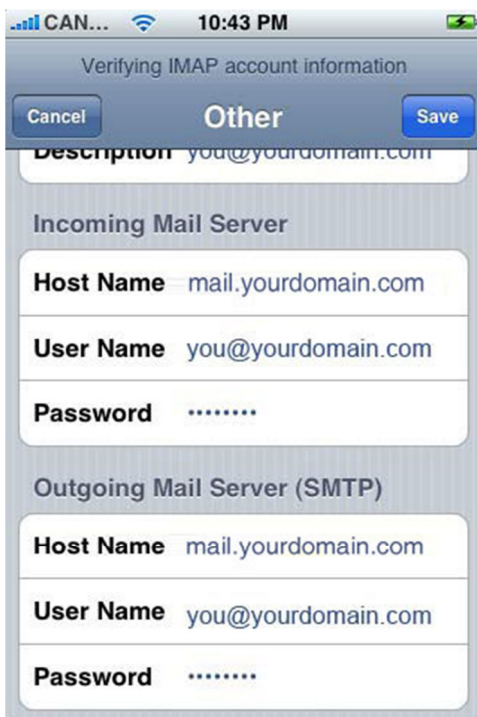 CAN... 10:43 PM
Verifying IMAP account information
Cancel Other Save
Description you@yourdomain.com
Incoming Mail Server
Host Name mail.yourdomain.com
User Name you@yourdomain.com
Password ••••••••
Outgoing Mail Server (SMTP)
Host Name mail.yourdomain.com
User Name you@yourdomain.com
Password ••••••••